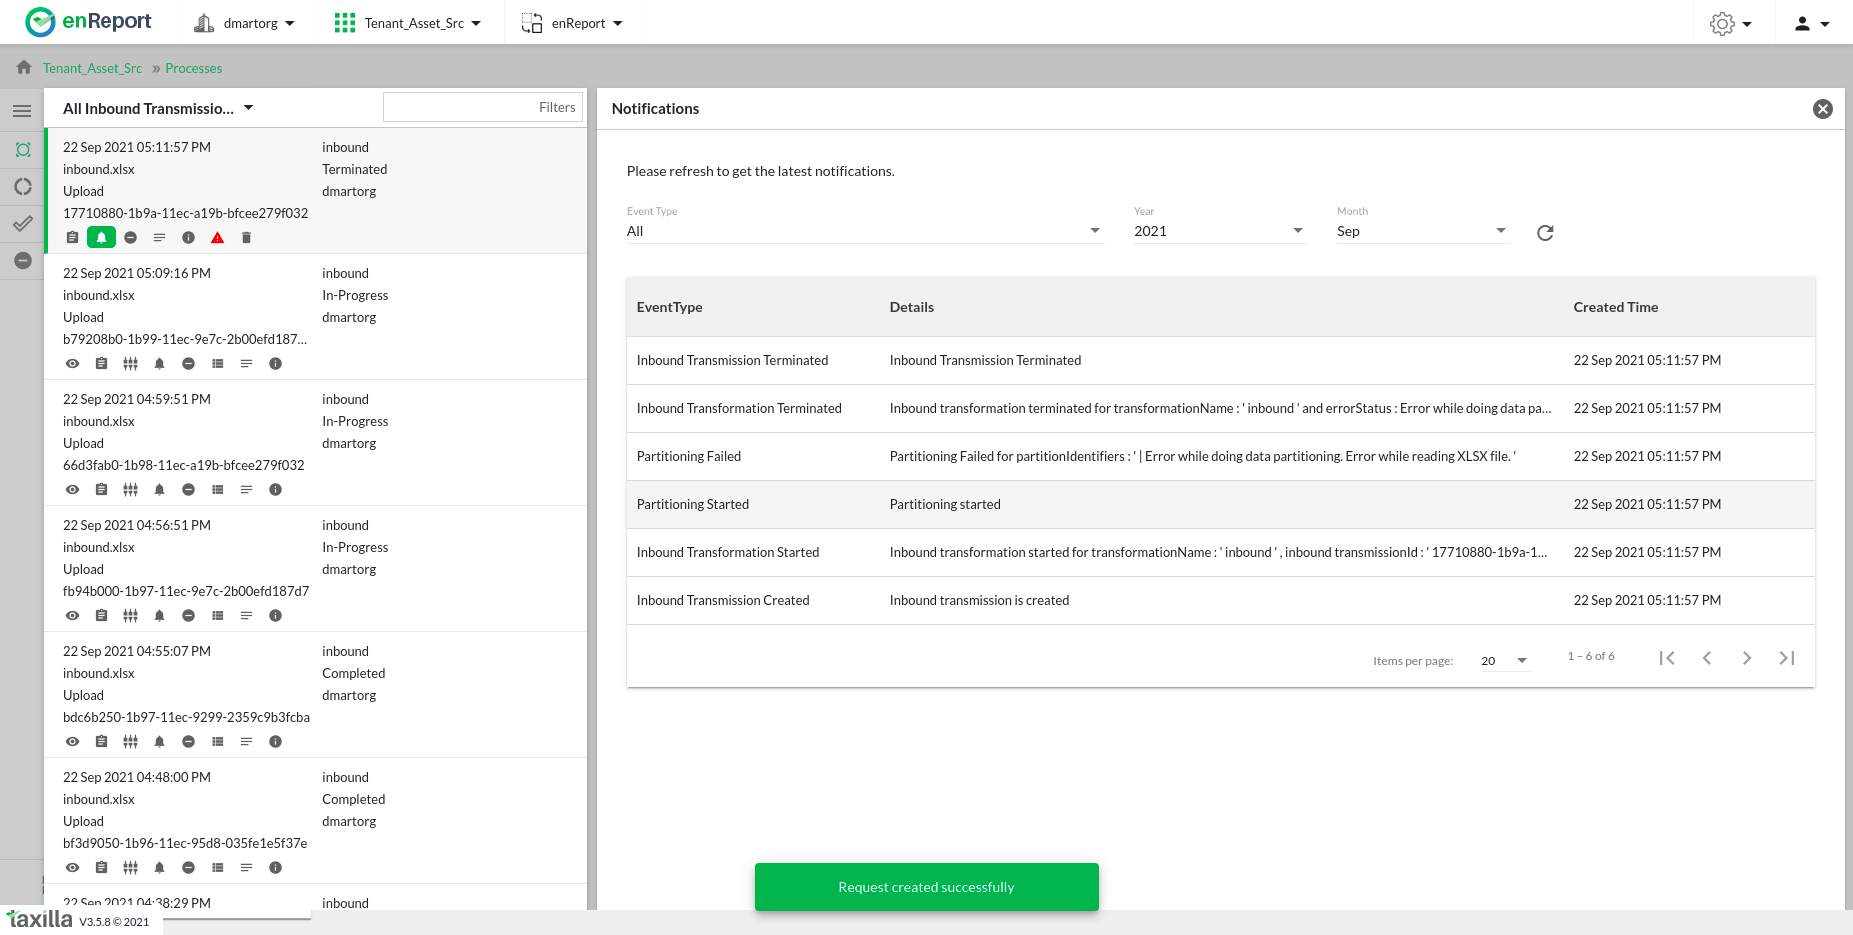 enReport
dmartorg
Tenant_Asset_Src
enReport
Tenant_Asset_Src » Processes
All Inbound Transmissio...
Filters
22 Sep 2021 05:11:57 PM inbound
inbound.xlsx Terminated
Upload dmartorg
17710880-1b9a-11ec-a19b-bfcee279f032
22 Sep 2021 05:09:16 PM inbound
inbound.xlsx In-Progress
Upload dmartorg
b79208b0-1b99-11ec-9e7c-2b00efd187...
22 Sep 2021 04:59:51 PM inbound
inbound.xlsx In-Progress
Upload dmartorg
66d3fab0-1b98-11ec-a19b-bfcee279f032
22 Sep 2021 04:56:51 PM inbound
inbound.xlsx In-Progress
Upload dmartorg
fb94b000-1b97-11ec-9e7c-2b00efd187d7
22 Sep 2021 04:55:07 PM inbound
inbound.xlsx Completed
Upload dmartorg
bdc6b250-1b97-11ec-9299-2359c9b3fcba
22 Sep 2021 04:48:00 PM inbound
inbound.xlsx Completed
Upload dmartorg
bf3d9050-1b96-11ec-95d8-035fe1e5f37e
22 Sep 2021 04:38:29 PM inbound
taxilla V3.5.8 © 2021
Notifications
Please refresh to get the latest notifications.
Event Type Year Month
All 2021 Sep
EventType Details Created Time
Inbound Transmission Terminated Inbound Transmission Terminated 22 Sep 2021 05:11:57 PM
Inbound Transformation Terminated Inbound transformation terminated for transformationName : ' inbound ' and errorStatus : Error while doing data pa... 22 Sep 2021 05:11:57 PM
Partitioning Failed Partitioning Failed for partitionIdentifiers : ' | Error while doing data partitioning. Error while reading XLSX file. ' 22 Sep 2021 05:11:57 PM
Partitioning Started Partitioning started 22 Sep 2021 05:11:57 PM
Inbound Transformation Started Inbound transformation started for transformationName : ' inbound ' , inbound transmissionId : ' 17710880-1b9a-1... 22 Sep 2021 05:11:57 PM
Inbound Transmission Created Inbound transmission is created 22 Sep 2021 05:11:57 PM
Items per page: 20 1 – 6 of 6
Request created successfully